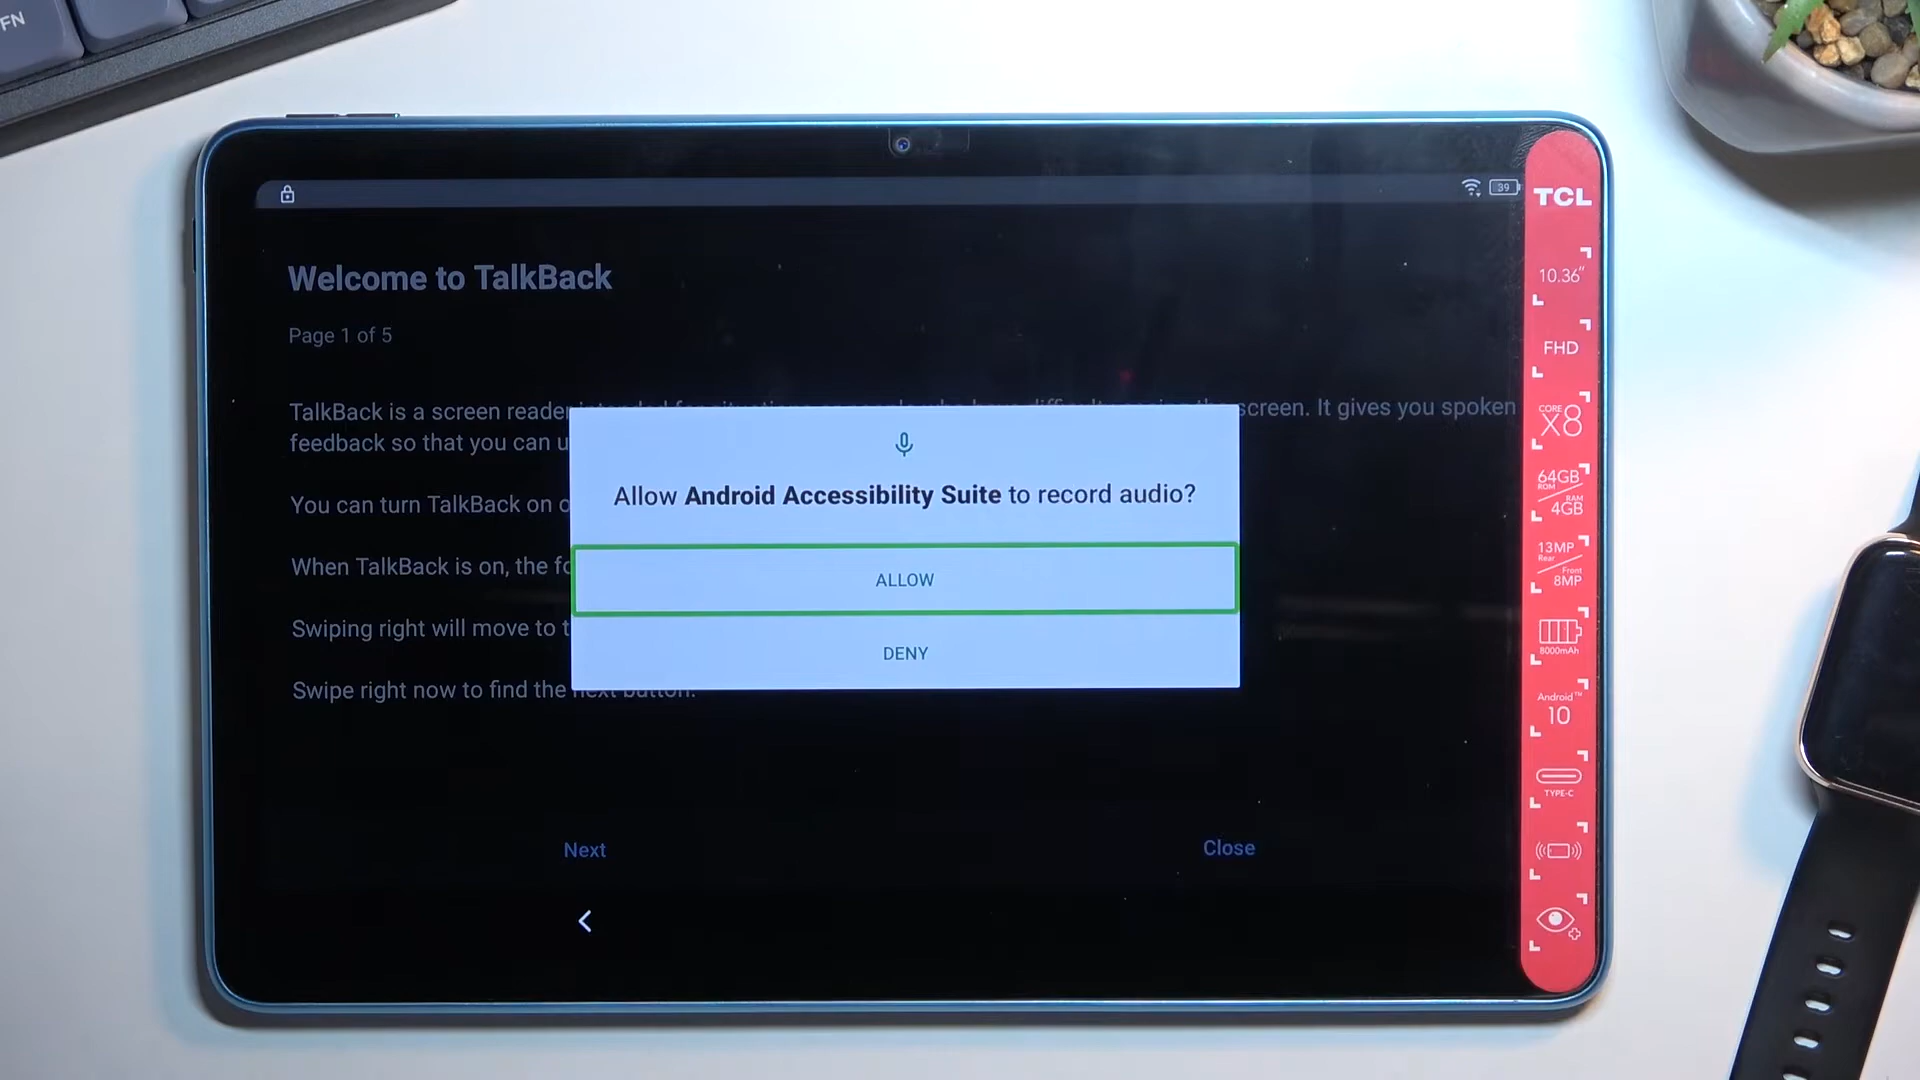 FN
39
Welcome to TalkBack
Page 1 of 5
TalkBack is a screen reader screen. It gives you spoken
feedback so that you can u
You can turn TalkBack on o
When TalkBack is on, the fo
Swiping right will move to t
Swipe right now to find the next button.
Allow Android Accessibility Suite to record audio?
ALLOW
DENY
Next
Close
TCL
10.36"
FHD
CORE
X8
64GB
ROM
RAM
4GB
13MP
Rear
Front
8MP
8000mAh
Android™
10
TYPE-C